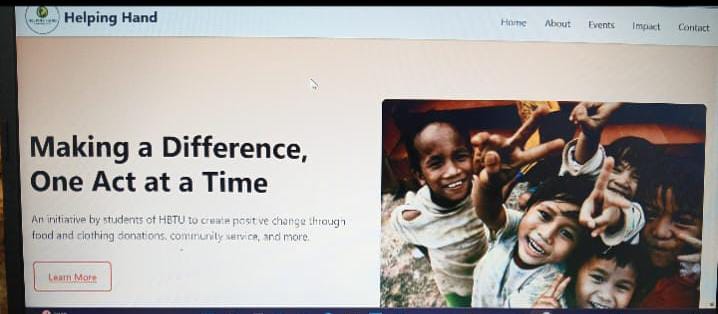 Helping Hand
Home About Events Impact Contact
Making a Difference,
One Act at a Time
An initiative by students of HBTU to create positive change through
food and clothing donations, community service, and more.
Learn More